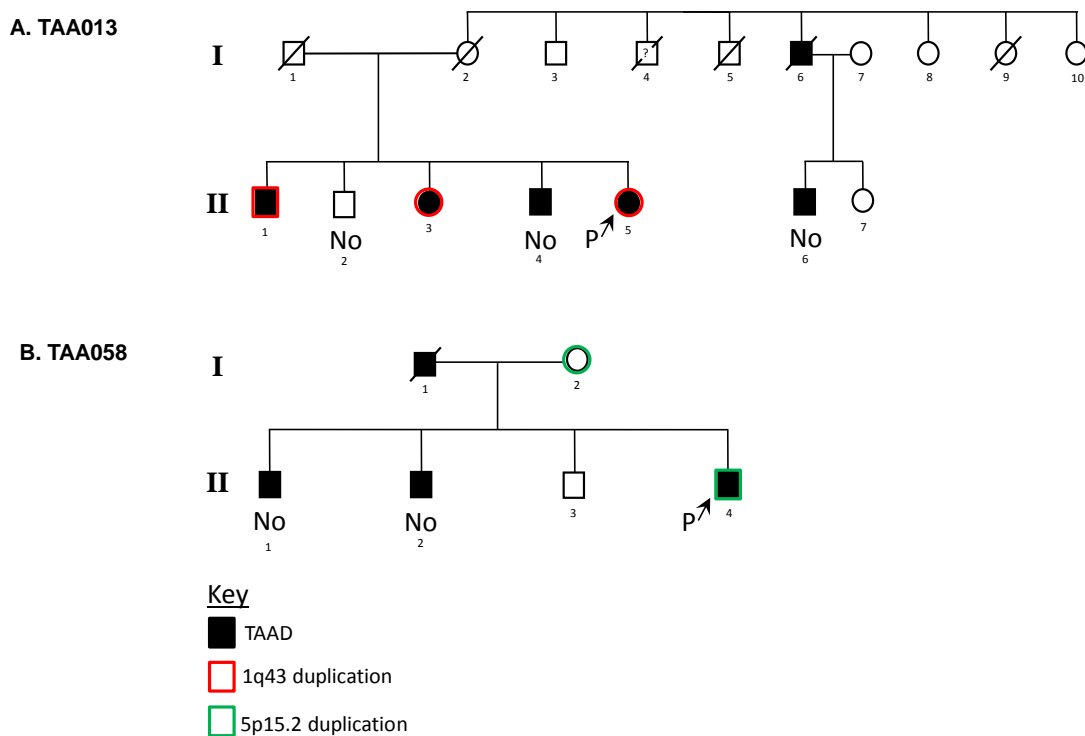 A. TAA013
I
?
1 2 3 4 5 6 7 8 9 10
II
1 No 3 No P 5 No 7
2 4 6
B. TAA058
I
1 2
II
No No 3 P 4
1 2
Key
TAAD
1q43 duplication
5p15.2 duplication